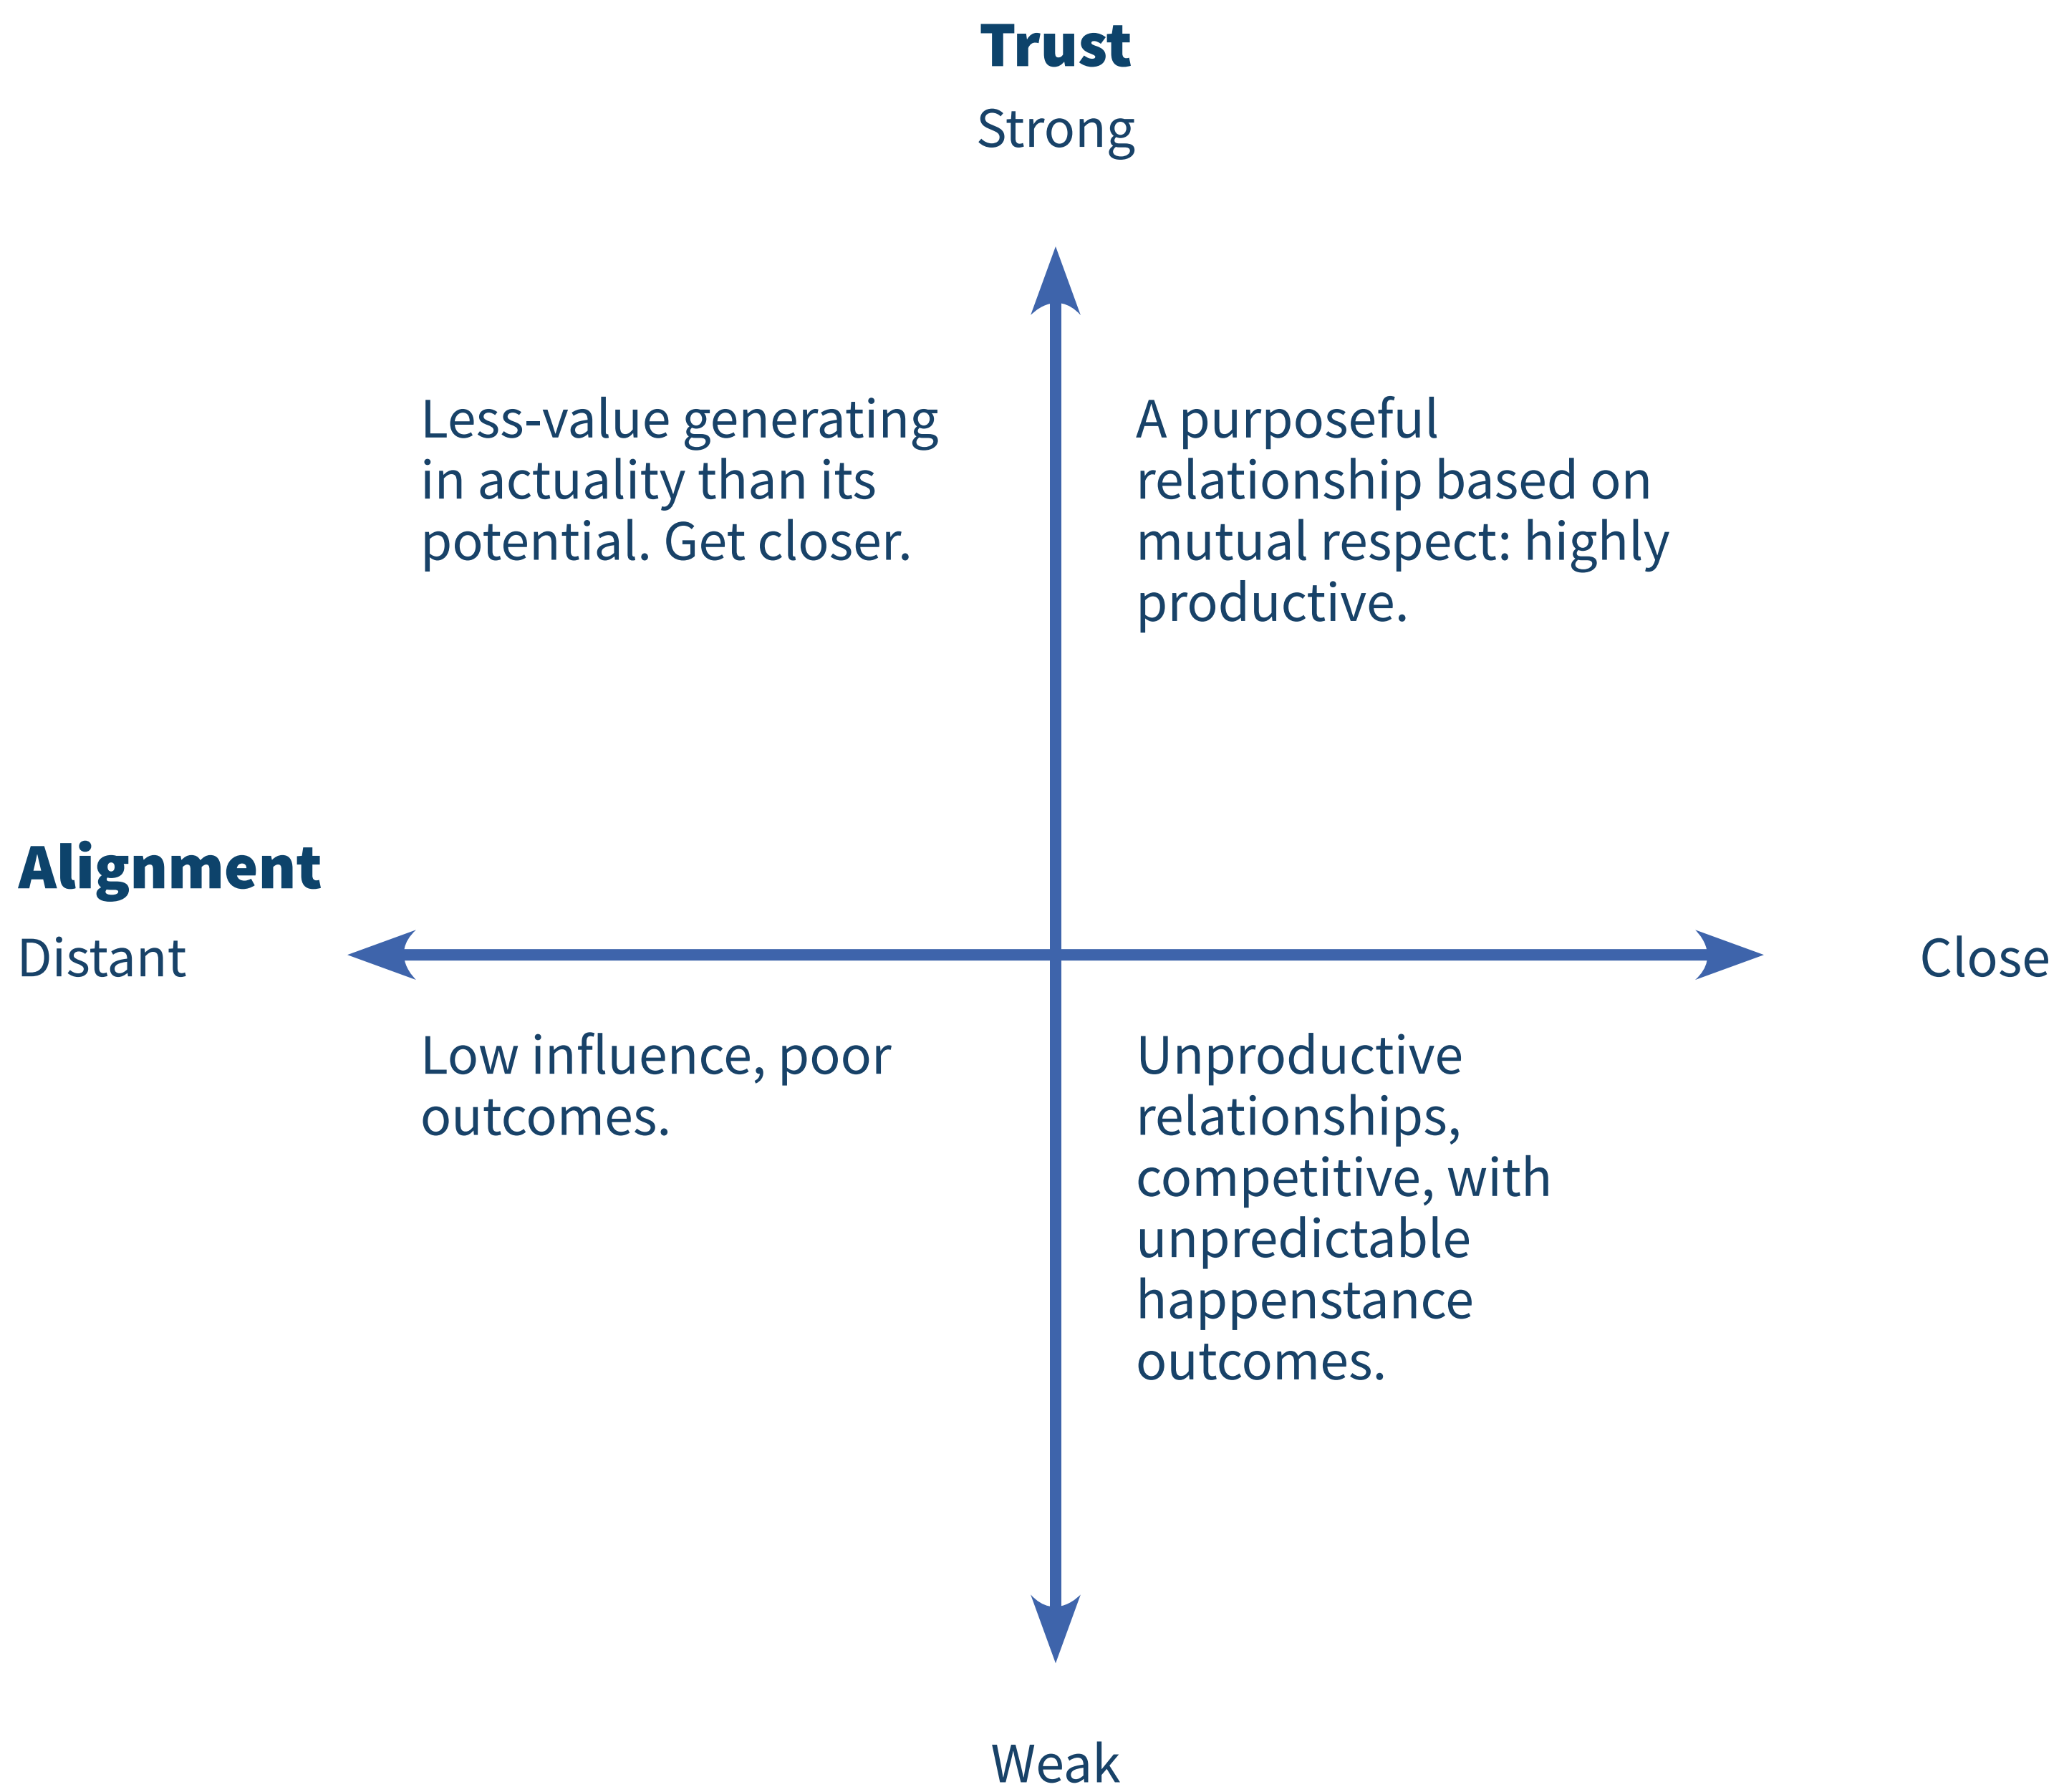 Trust
Strong
Less-value generating
in actuality than its
potential. Get closer.
A purposeful
relationship based on
mutual respect: highly
productive.
Alignment
Distant
Close
Low influence, poor
outcomes.
Unproductive
relationships,
competitive, with
unpredictable
happenstance
outcomes.
Weak